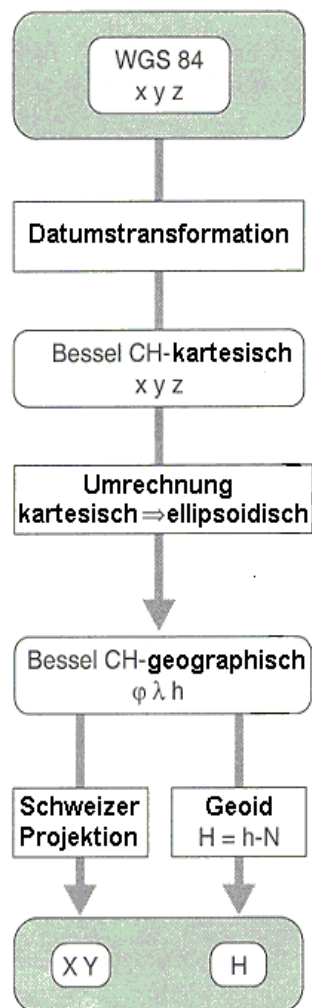 WGS 84
x y z
Datumstransformation
Bessel CH-kartesisch
x y z
Umrechnung
kartesisch⇒ellipsoidisch
Bessel CH-geographisch
φ λ h
Schweizer
Projektion
Geoid
H = h-N
X Y
H